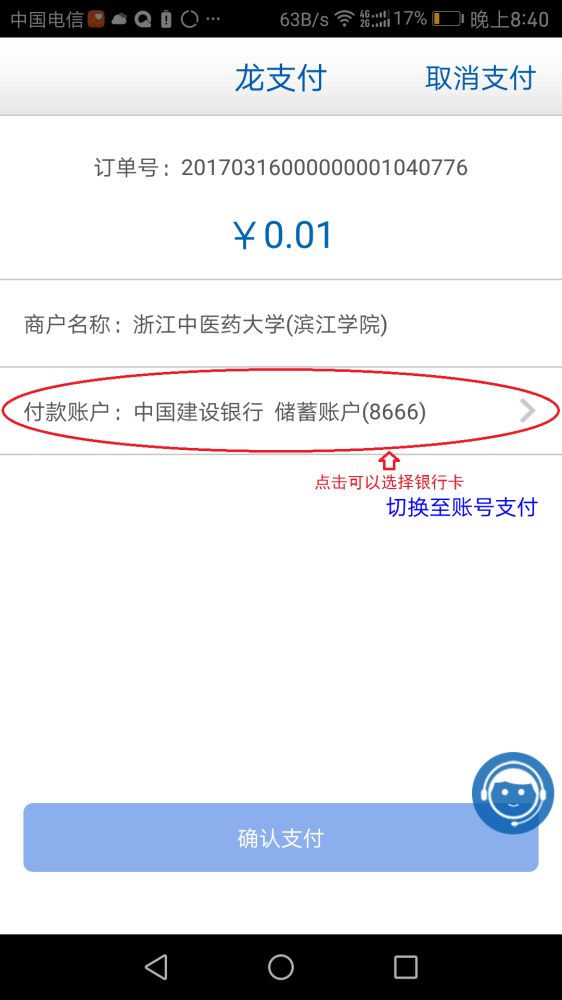 中国电信 ··· 63B/s 4G 2G 17% 晚上8:40
龙支付 取消支付
订单号：20170316000000001040776
￥0.01
商户名称：浙江中医药大学(滨江学院)
付款账户：中国建设银行 储蓄账户(8666)
点击可以选择银行卡
切换至账号支付
确认支付